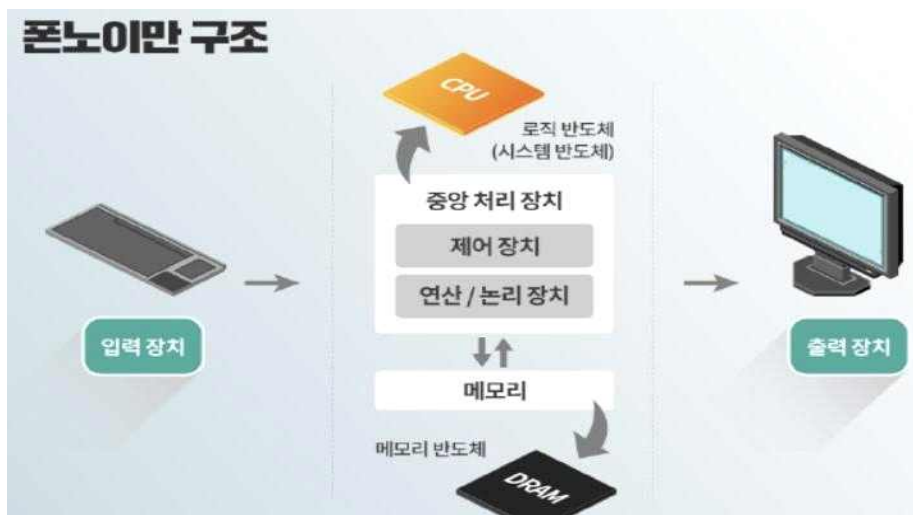 폰노이만 구조
CPU
로직 반도체
(시스템 반도체)
중앙 처리 장치
제어 장치
연산 / 논리 장치
입력 장치
출력 장치
메모리
메모리 반도체
DRAM